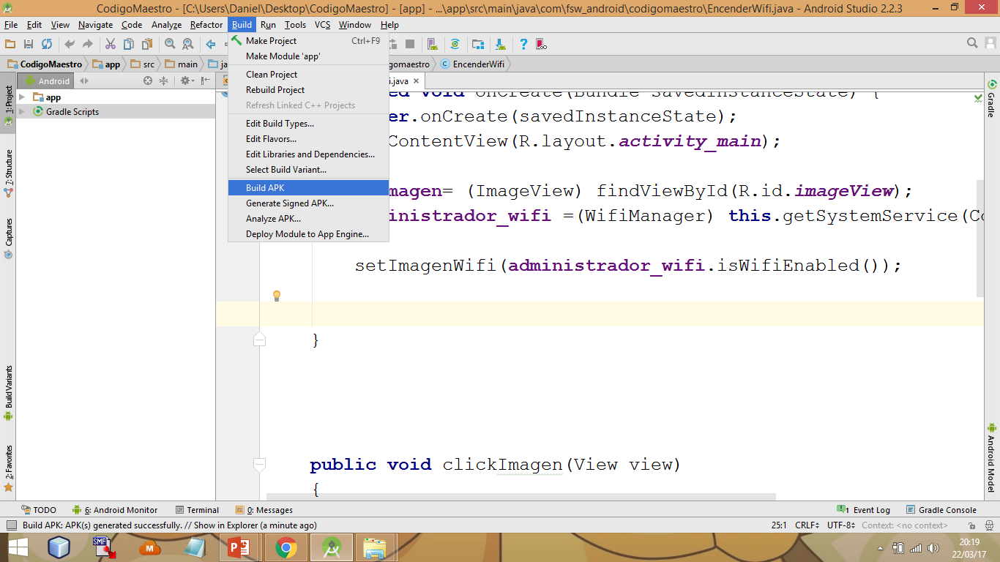 CodigoMaestro - [C:\Users\Daniel\Desktop\CodigoMaestro] - [app] - ...\app\src\main\java\com\fsw_android\codigomaestro\EncenderWifi.java - Android Studio 2.2.3
File Edit View Navigate Code Analyze Refactor Build Run Tools VCS Window Help
Make Project Ctrl+F9
Make Module 'app'
CodigoMaestro app src main ja omaestro EncenderWifi
Clean Project
Android i.java
Rebuild Project
ed void onCreate(Bundle savedInstanceState) {
app
Refresh Linked C++ Projects
Gradle Scripts
er.onCreate(savedInstanceState);
Edit Build Types...
Edit Flavors...
ContentView(R.layout.activity_main);
Edit Libraries and Dependencies...
Select Build Variant...
Build APK
magen= (ImageView) findViewById(R.id.imageView);
Generate Signed APK...
Analyze APK...
inistrador_wifi =(WifiManager) this.getSystemService(Co
Deploy Module to App Engine...
setImagenWifi(administrador_wifi.isWifiEnabled());
}
public void clickImagen(View view)
{
1: Project
7: Structure
Captures
Build Variants
2: Favorites
Gradle
Android Model
TODO 6: Android Monitor Terminal 0: Messages 1 Event Log Gradle Console
Build APK: APK(s) generated successfully. // Show in Explorer (a minute ago) 25:1 CRLF UTF-8 Context: <no context>
SMF
20:19
22/03/17